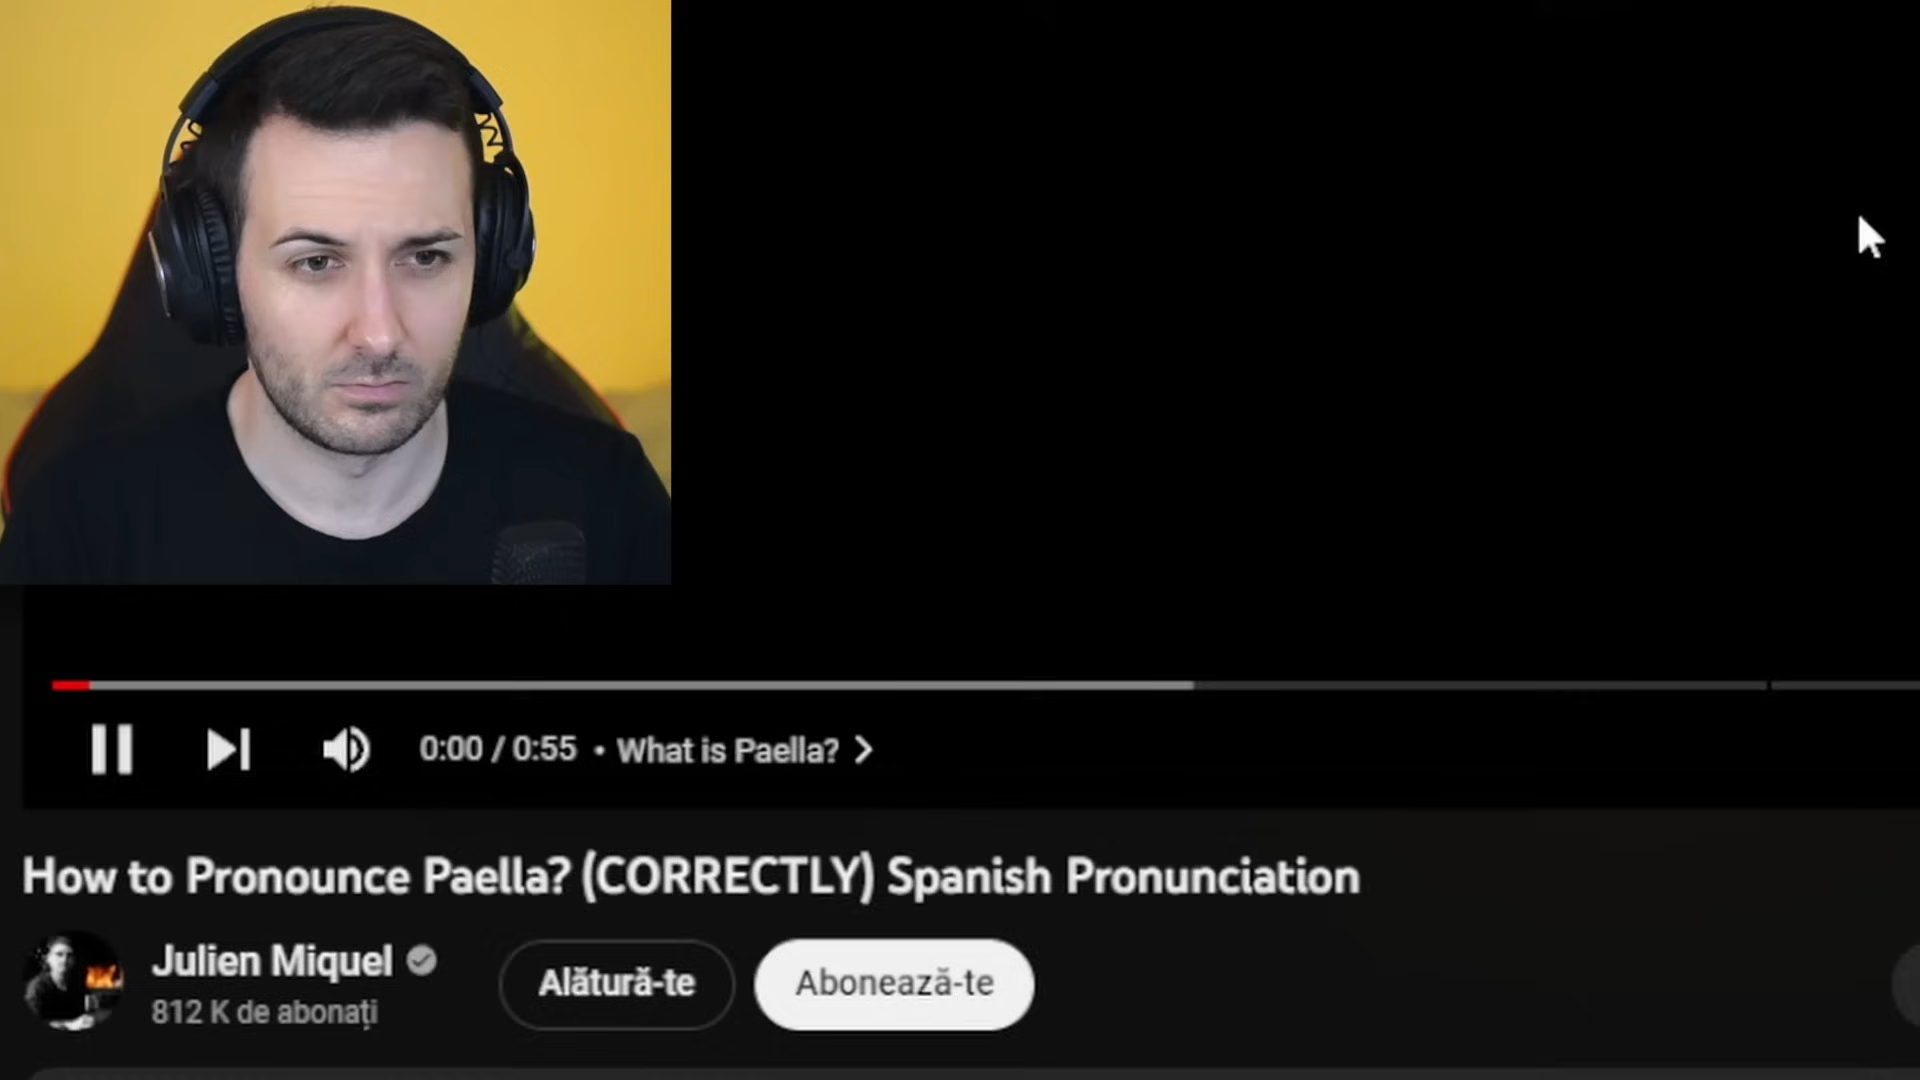 0:00 / 0:55 • What is Paella?
How to Pronounce Paella? (CORRECTLY) Spanish Pronunciation
Julien Miquel
812 K de abonați
Alătură-te
Abonează-te